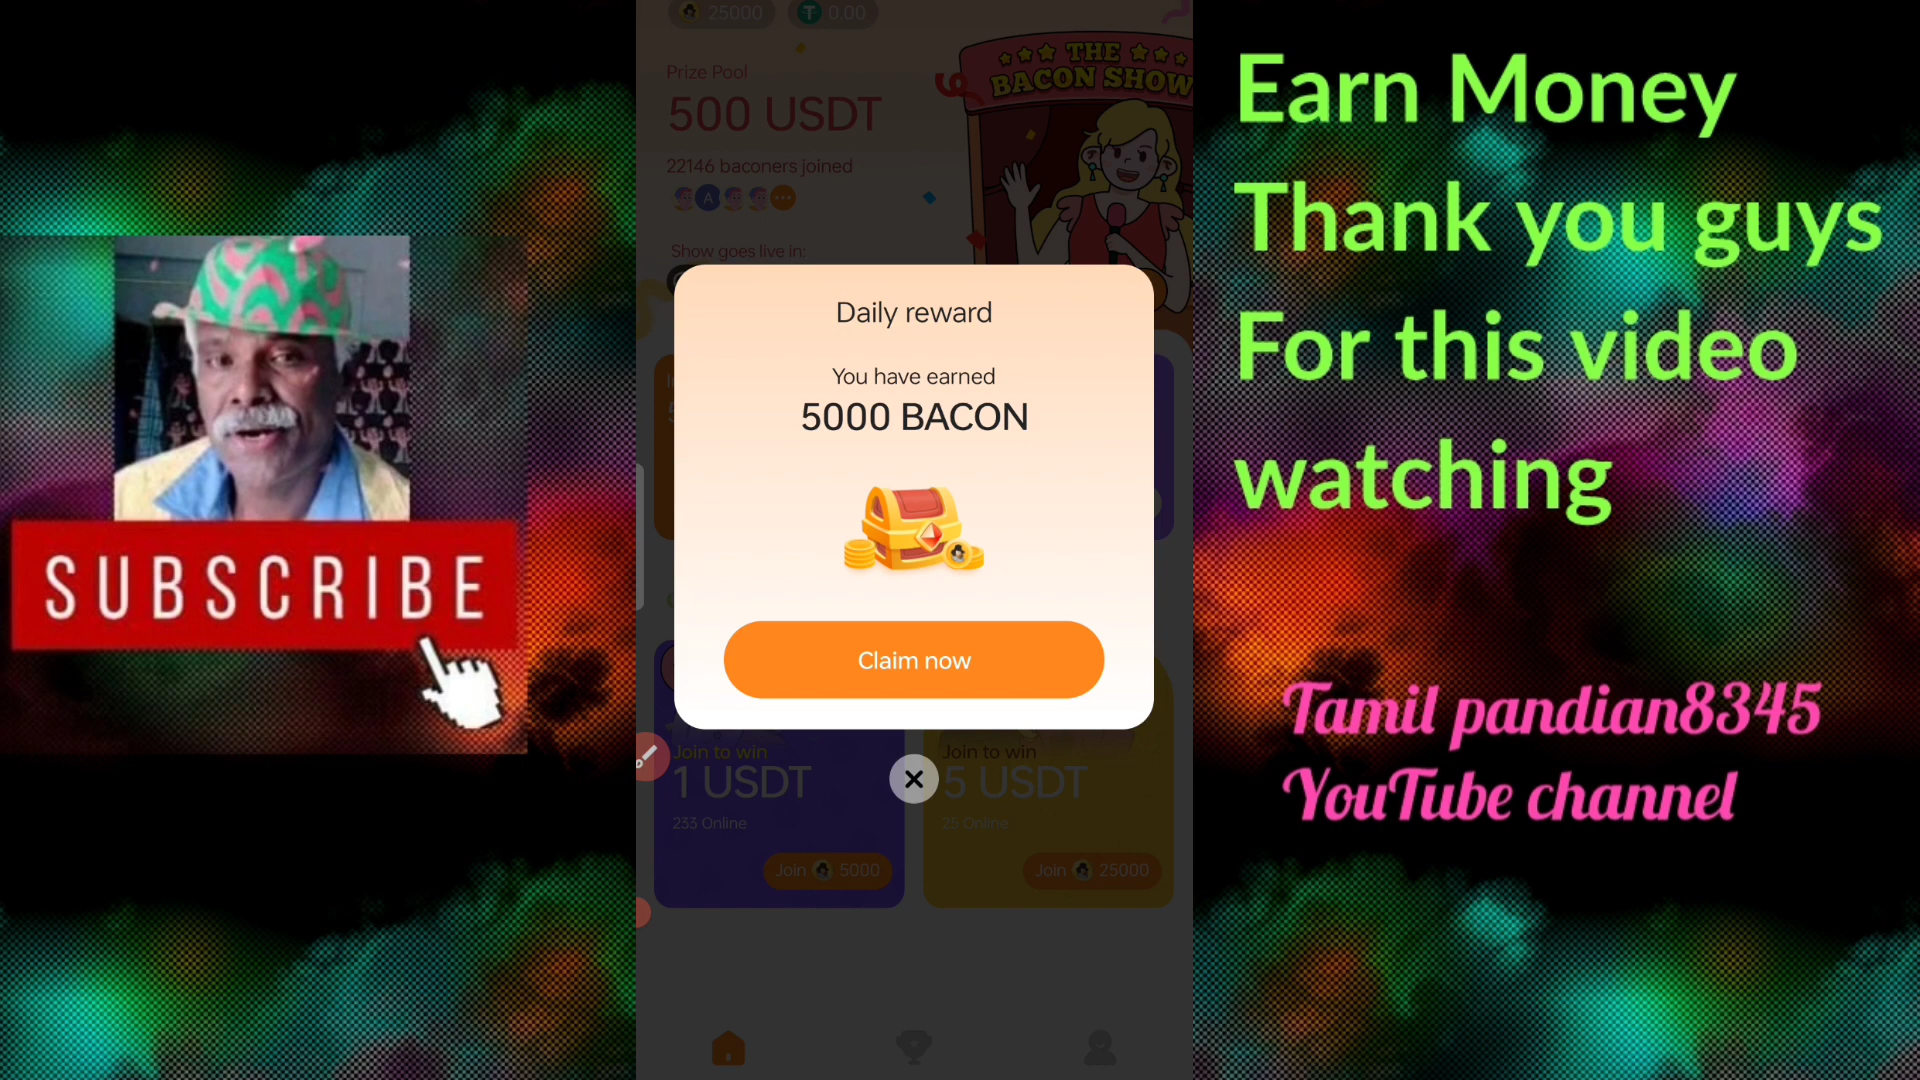 SUBSCRIBE
25000
0.00
THE
BACON SHOW
Prize Pool
500 USDT
22146 baconers joined
A
Show goes live in:
Daily reward
You have earned
5000 BACON
Claim now
Join to win
1 USDT
233 Online
Join 5000
Join to win
5 USDT
25 Online
Join 25000
Earn Money
Thank you guys
For this video
watching
Tamil pandian8345
YouTube channel